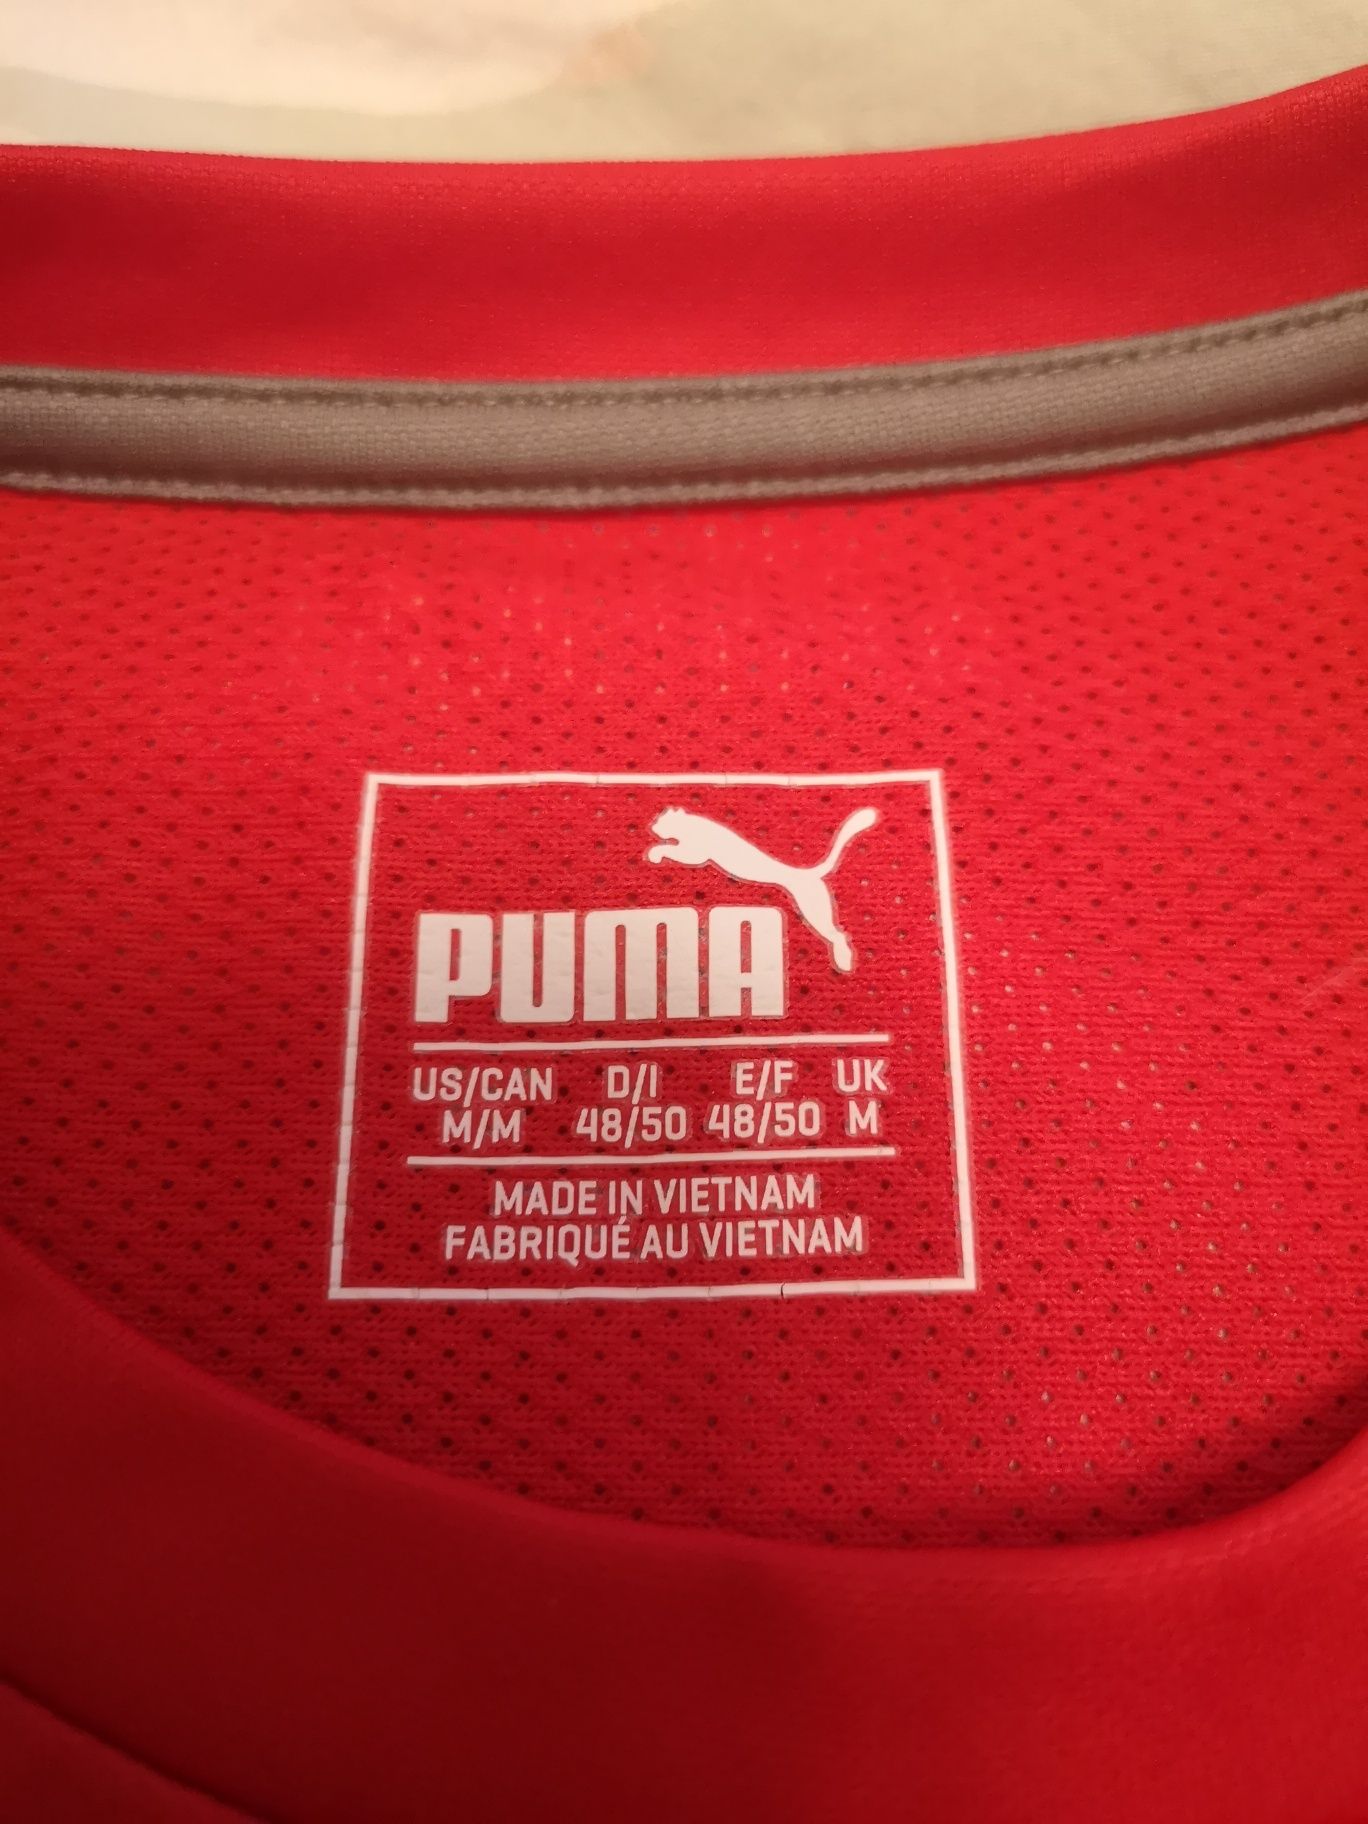 PUMA
US/CAN D/I E/F UK
M/M 48/50 48/50 M
MADE IN VIETNAM
FABRIQUÉ AU VIETNAM